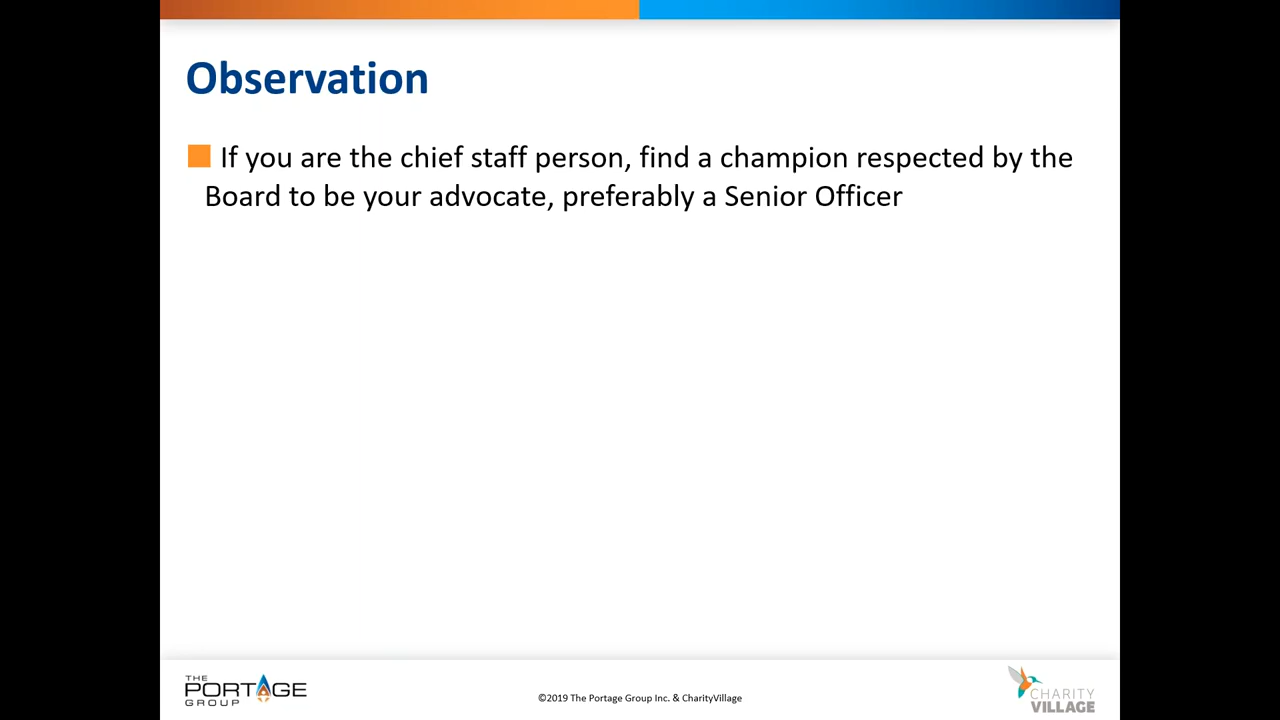 Observation
If you are the chief staff person, find a champion respected by the
Board to be your advocate, preferably a Senior Officer
THE
PORTAGE
GROUP
©2019 The Portage Group Inc. & CharityVillage
CHARITY
VILLAGE